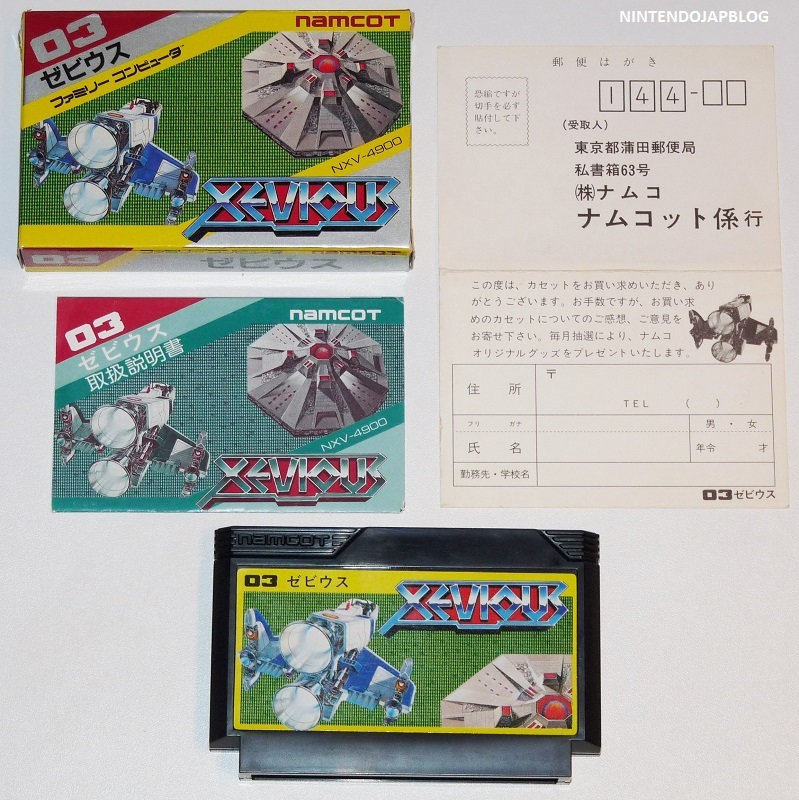 NINTENDOJAPBLOG
03
namcoT
ゼビウス
ファミリー コンピュータ
NXV-4900
XEVIOUS
03
ゼビウス
namcoT
03
namcoT
ゼビウス
取扱説明書
NXV-4900
XEVIOUS
郵便はがき
恐縮ですが
切手を必ず
貼付して下
さい。
144-
(受取人)
東京都蒲田郵便局
私書箱63号
(株)ナムコ
ナムコット係行
この度は、カセットをお買い求めいただき、あり
がとうございます。お手数ですが、お買い求
めのカセットについてのご感想、ご意見を
お寄せ下さい。毎月抽選により、ナムコ
オリジナルグッズをプレゼントいたします。
住所
〒
TEL ( )
フリ ガナ
男・女
氏名
年令 才
勤務先・学校名
03 ゼビウス
namcoT
03 ゼビウス
XEVIOUS